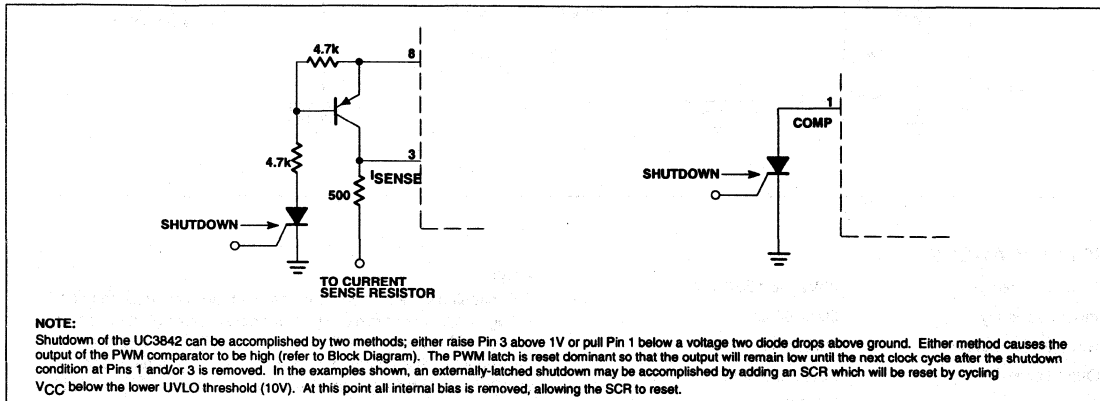 4.7k
8
4.7k
3
ISENSE
500
SHUTDOWN
TO CURRENT
SENSE RESISTOR
1
COMP
SHUTDOWN
NOTE:
Shutdown of the UC3842 can be accomplished by two methods; either raise Pin 3 above 1V or pull Pin 1 below a voltage two diode drops above ground. Either method causes the
output of the PWM comparator to be high (refer to Block Diagram). The PWM latch is reset dominant so that the output will remain low until the next clock cycle after the shutdown
condition at Pins 1 and/or 3 is removed. In the examples shown, an externally-latched shutdown may be accomplished by adding an SCR which will be reset by cycling
VCC below the lower UVLO threshold (10V). At this point all internal bias is removed, allowing the SCR to reset.